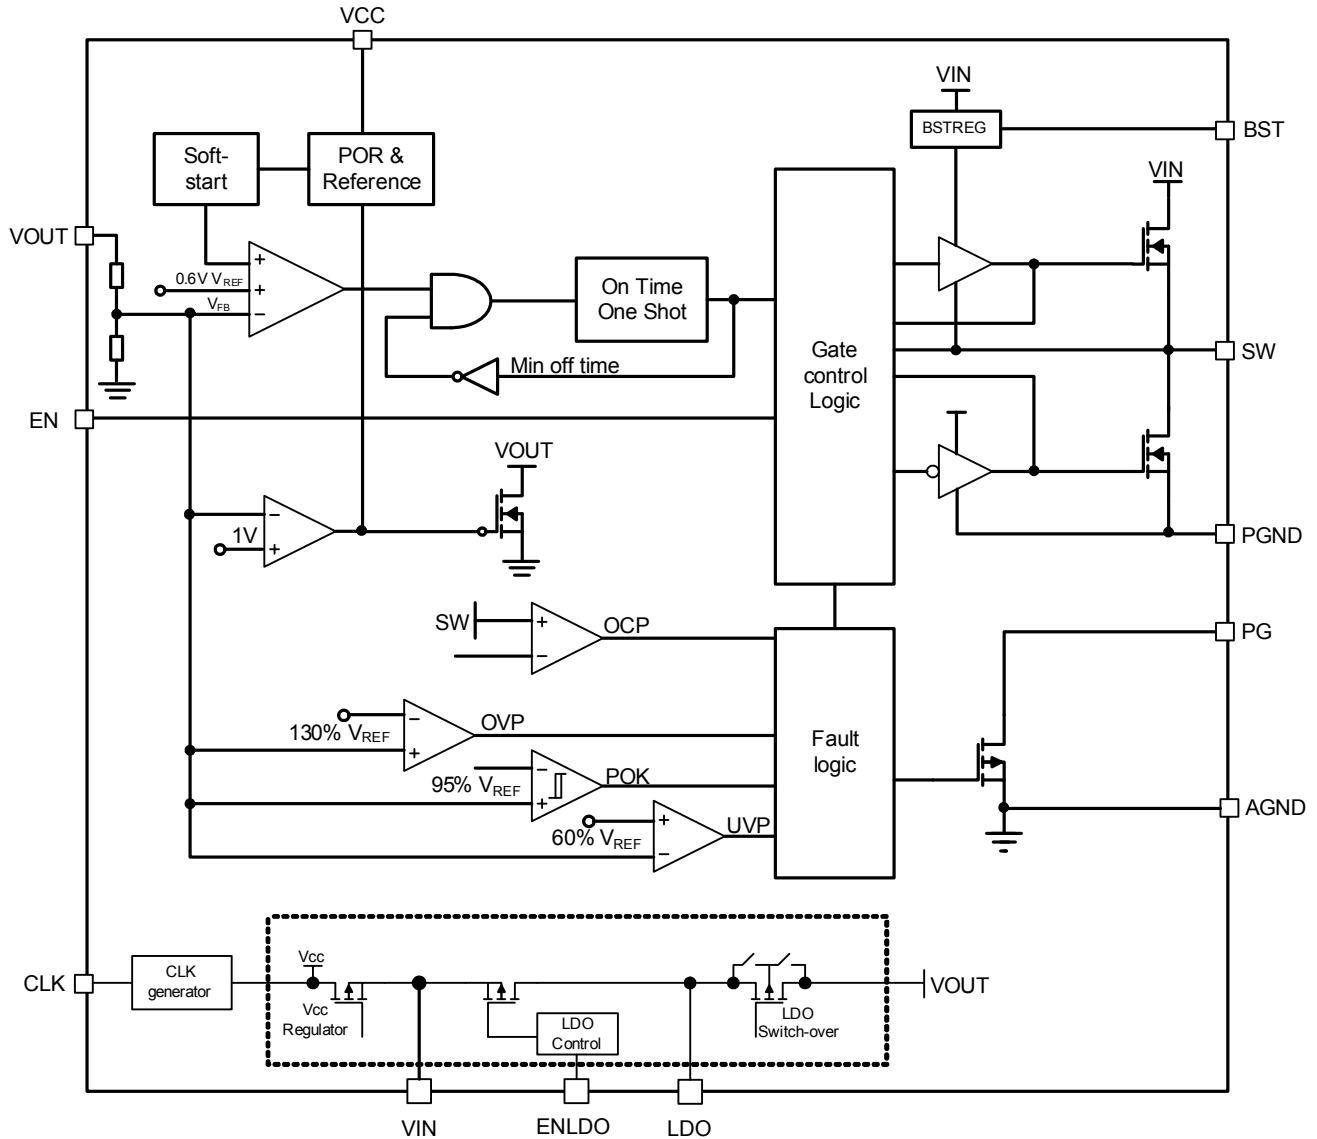 VCC
VIN
BSTREG
BST
Soft-
start
POR &
Reference
VIN
VOUT
0.6V VREF
VFB
+
+
−
On Time
One Shot
Min off time
Gate
control
Logic
SW
EN
VOUT
−
1V
+
PGND
SW
+
−
OCP
PG
130% VREF
−
+
OVP
95% VREF
−
+
POK
Fault
logic
60% VREF
+
−
UVP
AGND
CLK
CLK
generator
Vcc
Vcc
Regulator
LDO
Control
LDO
Switch-over
VOUT
VIN
ENLDO
LDO